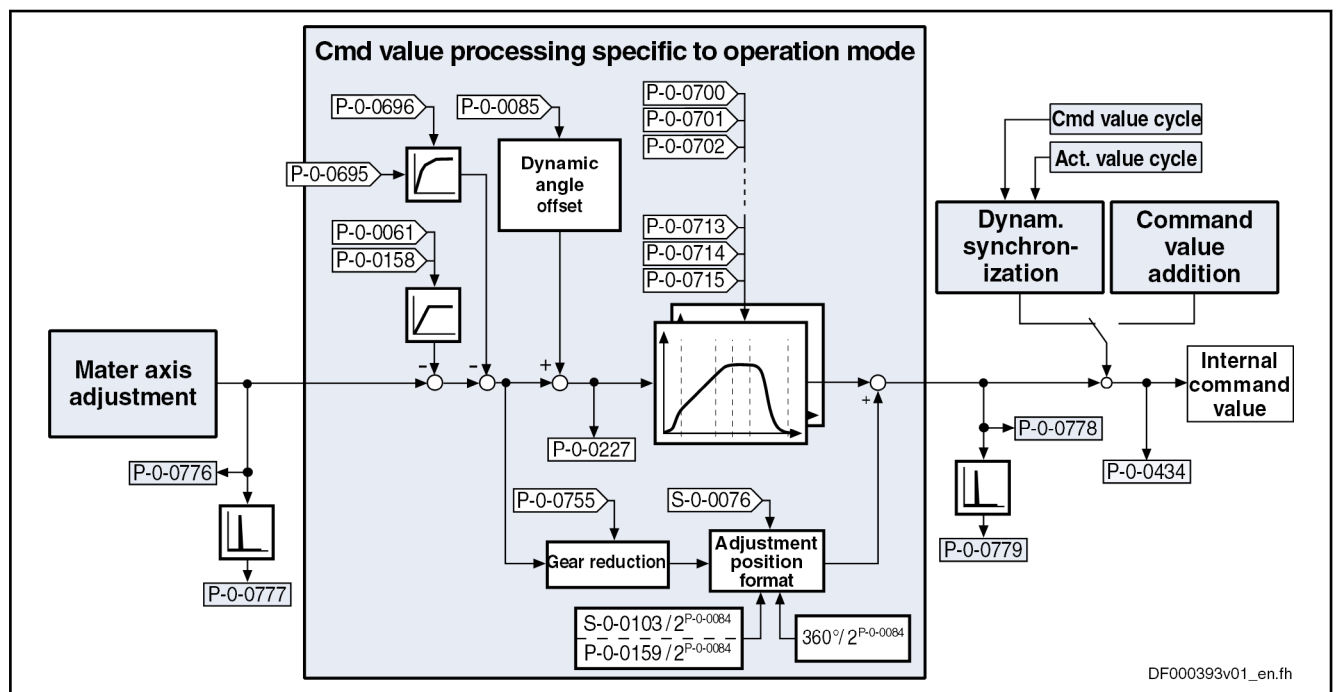 Cmd value processing specific to operation mode
P-0-0696
P-0-0085
P-0-0700
P-0-0701
P-0-0702
P-0-0695
Dynamic
angle
offset
P-0-0061
P-0-0158
P-0-0713
P-0-0714
P-0-0715
Cmd value cycle
Act. value cycle
Dynam.
synchron-
ization
Command
value
addition
Mater axis
adjustment
-
-
+
+
Internal
command
value
P-0-0227
P-0-0776
P-0-0777
P-0-0778
P-0-0434
P-0-0779
P-0-0755
S-0-0076
Gear reduction
Adjustment
position
format
S-0-0103/2^P-0-0084
P-0-0159/2^P-0-0084
360°/2^P-0-0084
DF000393v01_en.fh